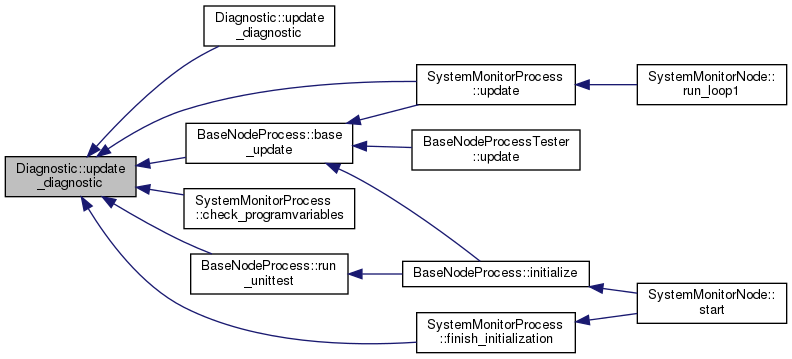 Diagnostic::update
_diagnostic
SystemMonitorProcess
::update
SystemMonitorNode::
run_loop1
BaseNodeProcess::base
_update
BaseNodeProcessTester
::update
Diagnostic::update
_diagnostic
SystemMonitorProcess
::check_programvariables
BaseNodeProcess::run
_unittest
BaseNodeProcess::initialize
SystemMonitorNode::
start
SystemMonitorProcess
::finish_initialization